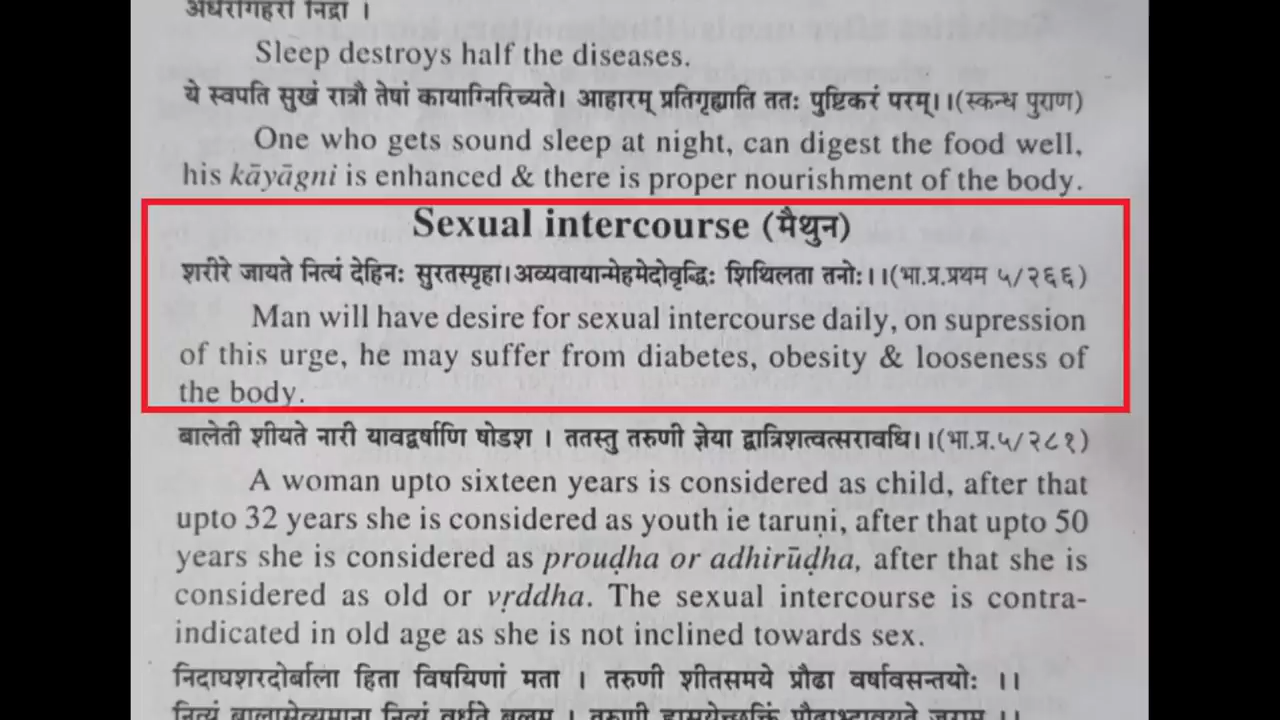 अर्धरोगहरी निद्रा ।
Sleep destroys half the diseases.
ये स्वपति सुखं रात्रौ तेषां कायाग्निरिध्यते। आहारम् प्रतिगृह्णाति ततः पुष्टिकरं परम्।।(स्कन्ध पुराण)
One who gets sound sleep at night, can digest the food well,
his kāyāgni is enhanced & there is proper nourishment of the body.
Sexual intercourse (मैथुन)
शरीरे जायते नित्यं देहिनः सुरतस्पृहा।अव्यवायान्मेहमेदोवृद्धिः शिथिलता तनोः।।(भा.प्र.प्रथम ५/२६६)
Man will have desire for sexual intercourse daily, on supression
of this urge, he may suffer from diabetes, obesity & looseness of
the body.
बालेती शीयते नारी यावद्वर्षाणि षोडश । ततस्तु तरुणी ज्ञेया द्वात्रिशत्वत्सरावधि।।(भा.प्र.५/२८१)
A woman upto sixteen years is considered as child, after that
upto 32 years she is considered as youth ie taruṇi, after that upto 50
years she is considered as prouḍha or adhirūḍha, after that she is
considered as old or vṛddha. The sexual intercourse is contra-
indicated in old age as she is not inclined towards sex.
निदाघशरदोर्बाला हिता विषयिणां मता । तरुणी शीतसमये प्रौढा वर्षावसन्तयोः ।।
नित्यं बालासेव्यमाना नित्यं वर्धते बलम् । तरुणी